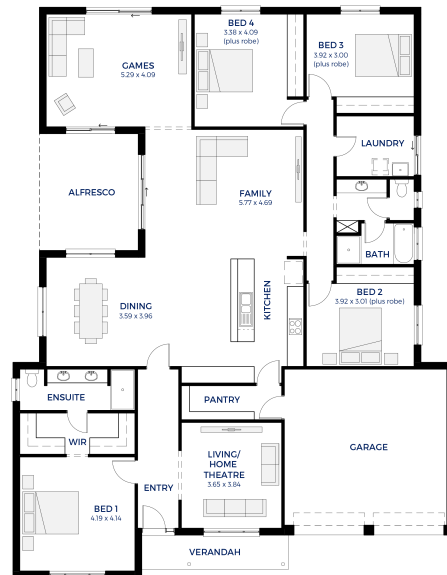 BED 4
3.38 x 4.09
(plus robe)
BED 3
3.92 x 3.00
(plus robe)
GAMES
5.29 x 4.09
LAUNDRY
ALFRESCO
FAMILY
5.77 x 4.69
BATH
KITCHEN
BED 2
3.92 x 3.01 (plus robe)
DINING
3.59 x 3.96
ENSUITE
PANTRY
WIR
GARAGE
LIVING/
HOME
THEATRE
3.65 x 3.84
ENTRY
BED 1
4.19 x 4.14
VERANDAH